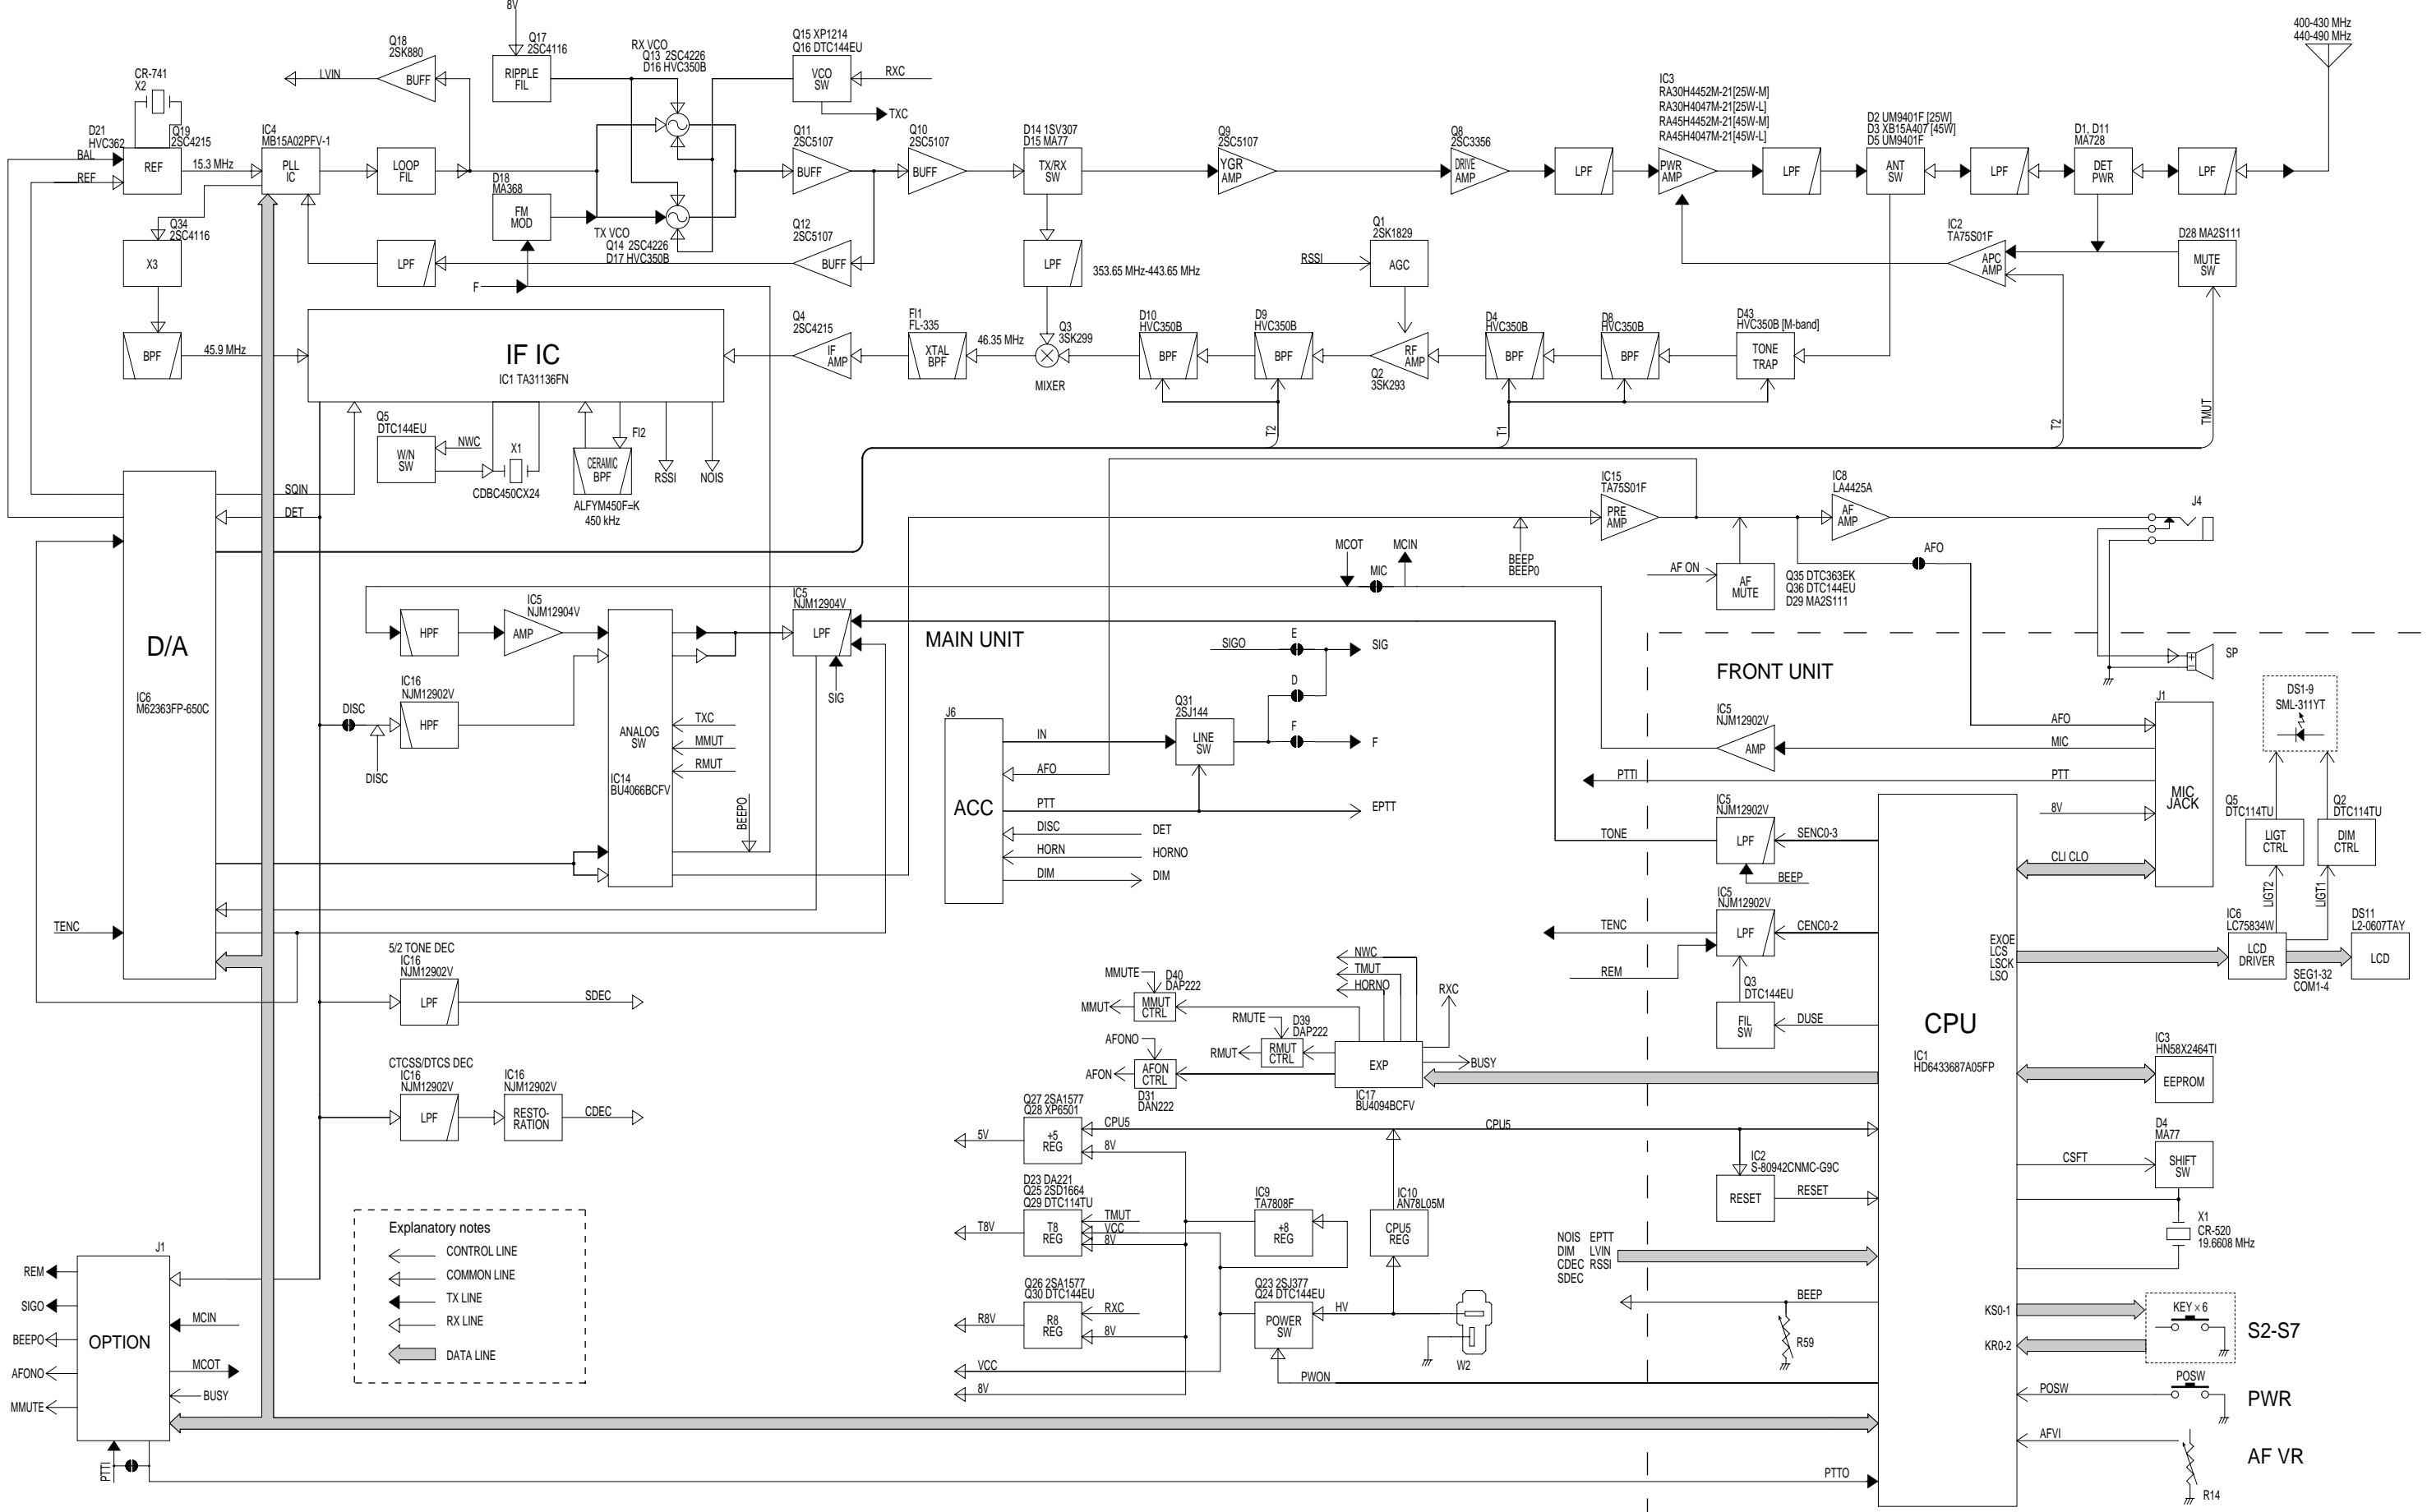 8V
400-430 MHz
440-490 MHz
Q18
2SK880
BUFF
LVIN
Q17
2SC4116
RIPPLE
FIL
RX VCO
Q13 2SC4226
D16 HVC350B
Q15 XP1214
Q16 DTC144EU
VCO
SW
RXC
TXC
CR-741
X2
D21
HVC362
Q19
2SC4215
BAL
REF
REF
15.3 MHz
IC4
MB15A02PFV-1
PLL
IC
LOOP
FIL
D18
MA368
FM
MOD
TX VCO
Q14 2SC4226
D17 HVC350B
Q11
2SC5107
BUFF
Q10
2SC5107
BUFF
D14 1SV307
D15 MA77
TX/RX
SW
Q9
2SC5107
YGR
AMP
Q8
2SC3356
DRIVE
AMP
LPF
IC3
RA30H4452M-21[25W-M]
RA30H4047M-21[25W-L]
RA45H4452M-21[45W-M]
RA45H4047M-21[45W-L]
PWR
AMP
LPF
D2 UM9401F [25W]
D3 XB15A407 [45W]
D5 UM9401F
ANT
SW
LPF
D1, D11
MA728
DET
PWR
LPF
Q34
2SC4116
X3
LPF
Q12
2SC5107
BUFF
F
LPF
353.65 MHz-443.65 MHz
RSSI
Q1
2SK1829
AGC
IC2
TA75S01F
APC
AMP
D28 MA2S111
MUTE
SW
BPF
45.9 MHz
IF IC
IC1 TA31136FN
Q4
2SC4215
IF
AMP
FI1
FL-335
XTAL
BPF
46.35 MHz
Q3
3SK299
MIXER
D10
HVC350B
BPF
D9
HVC350B
BPF
RF
AMP
Q2
3SK293
D4
HVC350B
BPF
D8
HVC350B
BPF
D43
HVC350B [M-band]
TONE
TRAP
T2
T1
T2
TMUT
Q5
DTC144EU
W/N
SW
NWC
X1
CDBC450CX24
FI2
CERAMIC
BPF
ALFYM450F=K
450 kHz
RSSI
NOIS
SQIN
DET
D/A
IC6
M62363FP-650C
IC15
TA75S01F
PRE
AMP
IC8
LA4425A
AF
AMP
J4
BEEP
BEEP0
MCOT
MCIN
MIC
AF ON
AF
MUTE
Q35 DTC363EK
Q36 DTC144EU
D29 MA2S111
AFO
HPF
IC5
NJM12904V
AMP
IC16
NJM12902V
HPF
DISC
DISC
ANALOG
SW
IC14
BU4066BCFV
TXC
MMUT
RMUT
BEEPO
IC5
NJM12904V
LPF
SIG
MAIN UNIT
FRONT UNIT
SIGO
E
SIG
D
F
F
Q31
2SJ144
LINE
SW
J6
ACC
IN
AFO
PTT
EPTT
DISC
DET
HORN
HORNO
DIM
DIM
SP
DS1-9
SML-311YT
J1
MIC
JACK
AFO
MIC
PTT
8V
CLI CLO
IC5
NJM12902V
AMP
PTTI
IC5
NJM12902V
LPF
TONE
SENC0-3
BEEP
IC5
NJM12902V
LPF
TENC
CENC0-2
REM
Q3
DTC144EU
FIL
SW
DUSE
Q5
DTC114TU
LIGT
CTRL
Q2
DTC114TU
DIM
CTRL
LIGT2
LIGT1
IC6
LC75834W
LCD
DRIVER
DS11
L2-0607TAY
LCD
SEG1-32
COM1-4
EXOE
LCS
LSCK
LSO
CPU
IC1
HD6433687A05FP
IC3
HN58X2464TI
EEPROM
D4
MA77
SHIFT
SW
CSFT
X1
CR-520
19.6608 MHz
TENC
5/2 TONE DEC
IC16
NJM12902V
LPF
SDEC
CTCSS/DTCS DEC
IC16
NJM12902V
LPF
IC16
NJM12902V
RESTO-
RATION
CDEC
MMUTE
D40
DAP222
MMUT
MMUT
CTRL
RMUTE
D39
DAP222
RMUT
RMUT
CTRL
AFONO
AFON
AFON
CTRL
D31
DAN222
NWC
TMUT
HORNO
RXC
EXP
BUSY
IC17
BU4094BCFV
Q27 2SA1577
Q28 XP6501
+5
REG
5V
CPU5
8V
CPU5
D23 DA221
Q25 2SD1664
Q29 DTC114TU
T8
REG
T8V
TMUT
VCC
8V
IC9
TA7808F
+8
REG
IC10
AN78L05M
CPU5
REG
Q26 2SA1577
Q30 DTC144EU
R8
REG
R8V
RXC
8V
Q23 2SJ377
Q24 DTC144EU
POWER
SW
HV
W2
VCC
8V
PWON
IC2
S-80942CNMC-G9C
RESET
RESET
NOIS EPTT
DIM LVIN
CDEC RSSI
SDEC
BEEP
R59
KS0-1
KR0-2
KEY × 6
S2-S7
POSW
POSW
PWR
AFVI
AF VR
R14
Explanatory notes
CONTROL LINE
COMMON LINE
TX LINE
RX LINE
DATA LINE
J1
OPTION
REM
SIGO
BEEPO
AFONO
MMUTE
MCIN
MCOT
BUSY
PTTI
PTTO